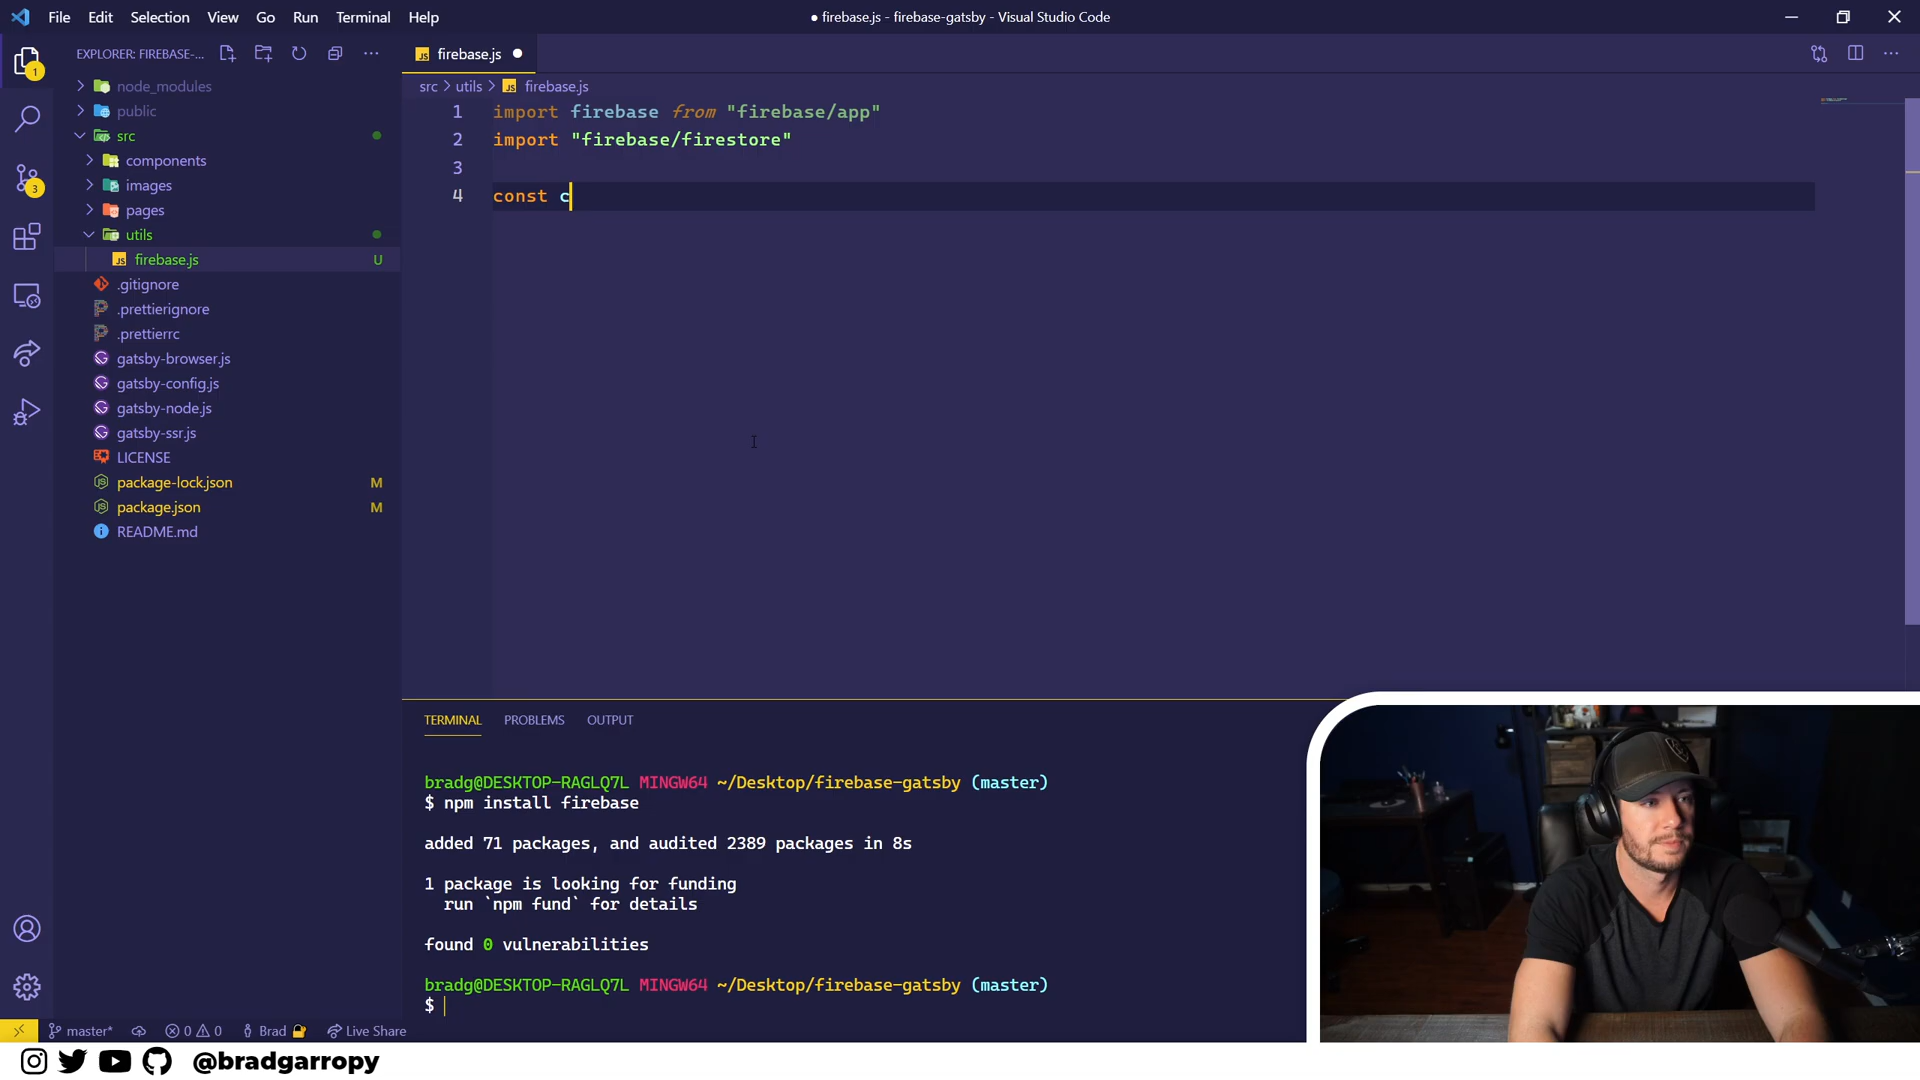 File Edit Selection View Go Run Terminal Help
● firebase.js - firebase-gatsby - Visual Studio Code
EXPLORER: FIREBASE-...
JS firebase.js ●
src > utils > JS firebase.js
1
node_modules
public
src
components
images
pages
utils
JS firebase.js U
.gitignore
.prettierignore
.prettierrc
gatsby-browser.js
gatsby-config.js
gatsby-node.js
gatsby-ssr.js
LICENSE
package-lock.json M
package.json M
README.md
3
1 import firebase from "firebase/app"
2 import "firebase/firestore"
3
4 const c
TERMINAL PROBLEMS OUTPUT
bradg@DESKTOP-RAGLQ7L MINGW64 ~/Desktop/firebase-gatsby (master)
$ npm install firebase
added 71 packages, and audited 2389 packages in 8s
1 package is looking for funding
run `npm fund` for details
found 0 vulnerabilities
bradg@DESKTOP-RAGLQ7L MINGW64 ~/Desktop/firebase-gatsby (master)
$
master* 0 0 Brad Live Share
@bradgarropy